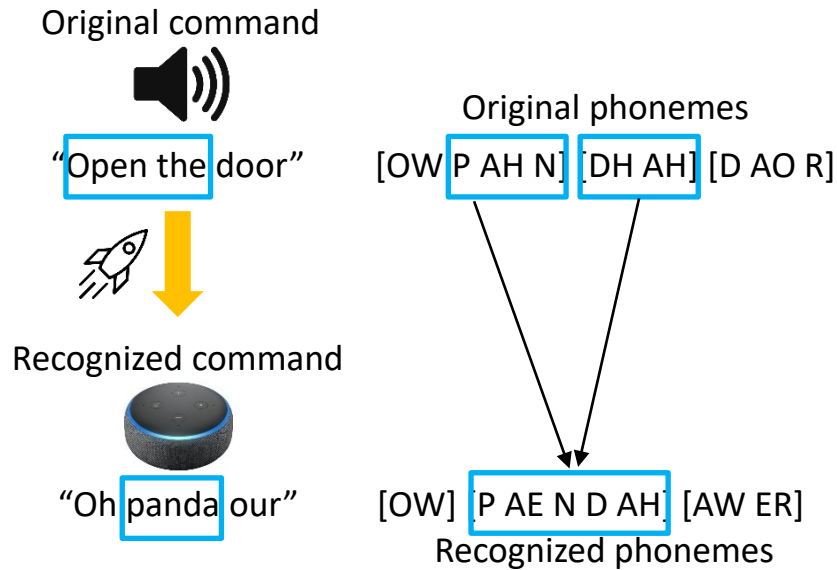 Original command
“Open the door”
Recognized command
“Oh panda our”
Original phonemes
[OW P AH N] [DH AH] [D AO R]
[OW] [P AE N D AH] [AW ER]
Recognized phonemes